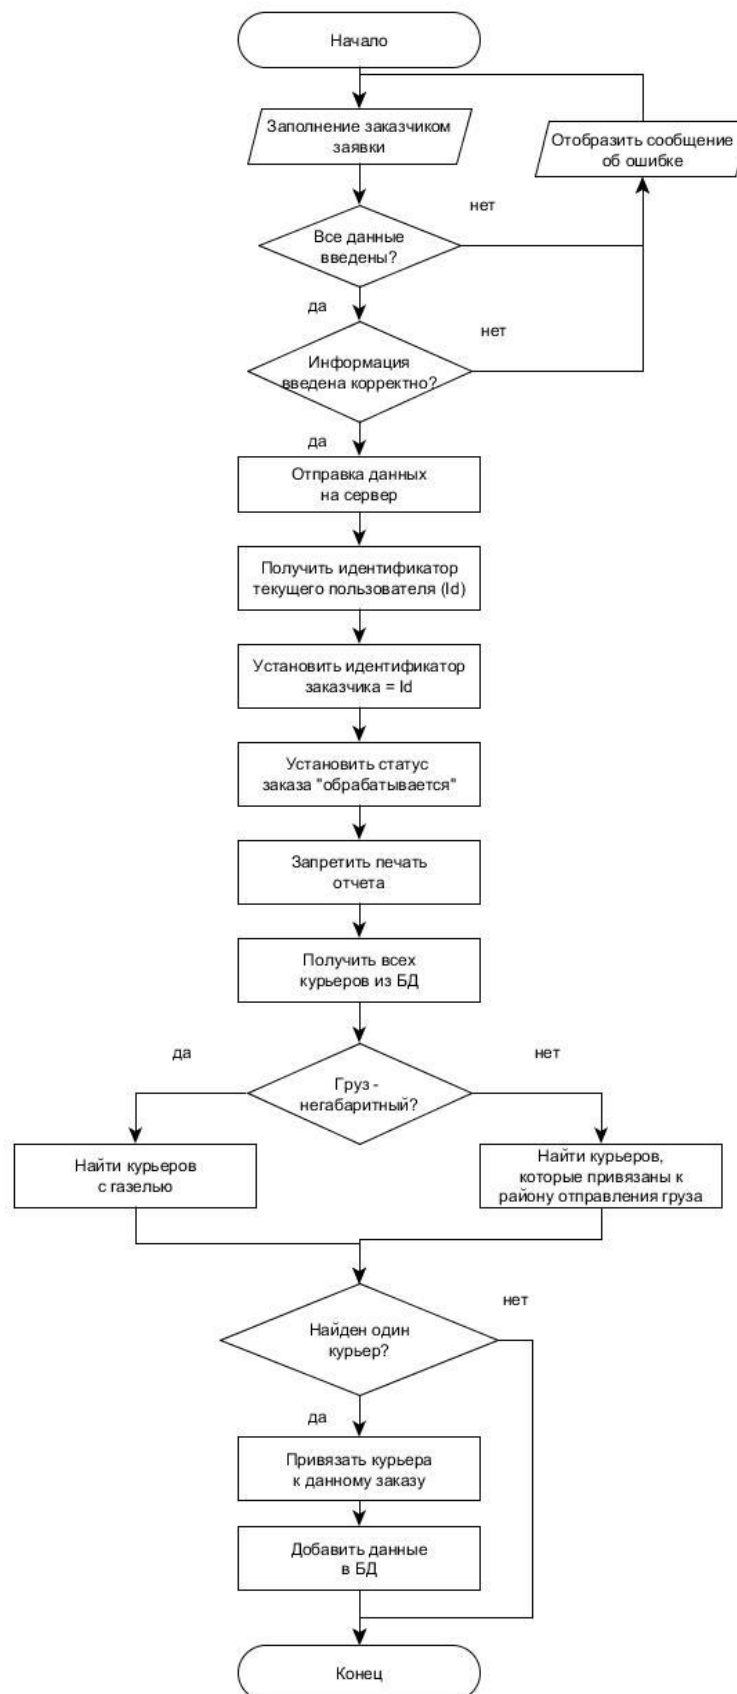 Начало
Заполнение заказчиком
заявки
Отобразить сообщение
об ошибке
нет
Все данные
введены?
да
нет
Информация
введена корректно?
да
Отправка данных
на сервер
Получить идентификатор
текущего пользователя (Id)
Установить идентификатор
заказчика = Id
Установить статус
заказа "обрабатывается"
Запретить печать
отчета
Получить всех
курьеров из БД
да
нет
Груз -
негабаритный?
Найти курьеров
с газелью
Найти курьеров,
которые привязаны к
району отправления груза
нет
Найден один
курьер?
да
Привязать курьера
к данному заказу
Добавить данные
в БД
Конец